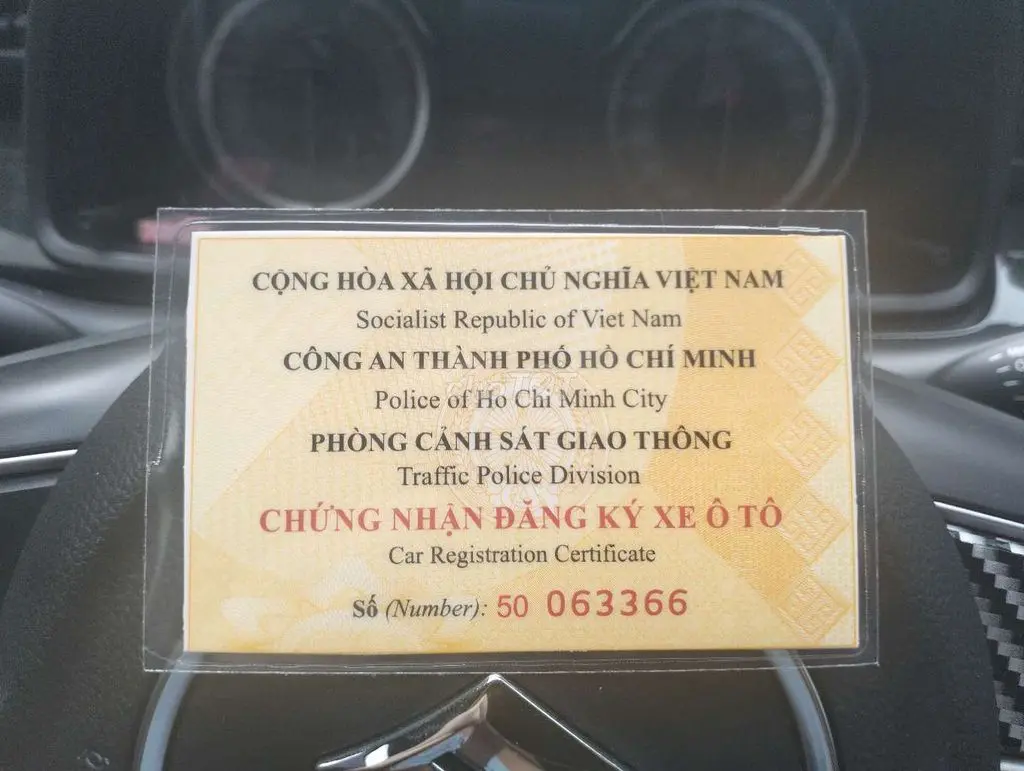 CỘNG HÒA XÃ HỘI CHỦ NGHĨA VIỆT NAM
Socialist Republic of Viet Nam
CÔNG AN THÀNH PHỐ HỒ CHÍ MINH
Police of Ho Chi Minh City
PHÒNG CẢNH SÁT GIAO THÔNG
Traffic Police Division
CHỨNG NHẬN ĐĂNG KÝ XE Ô TÔ
Car Registration Certificate
Số (Number): 50 063366